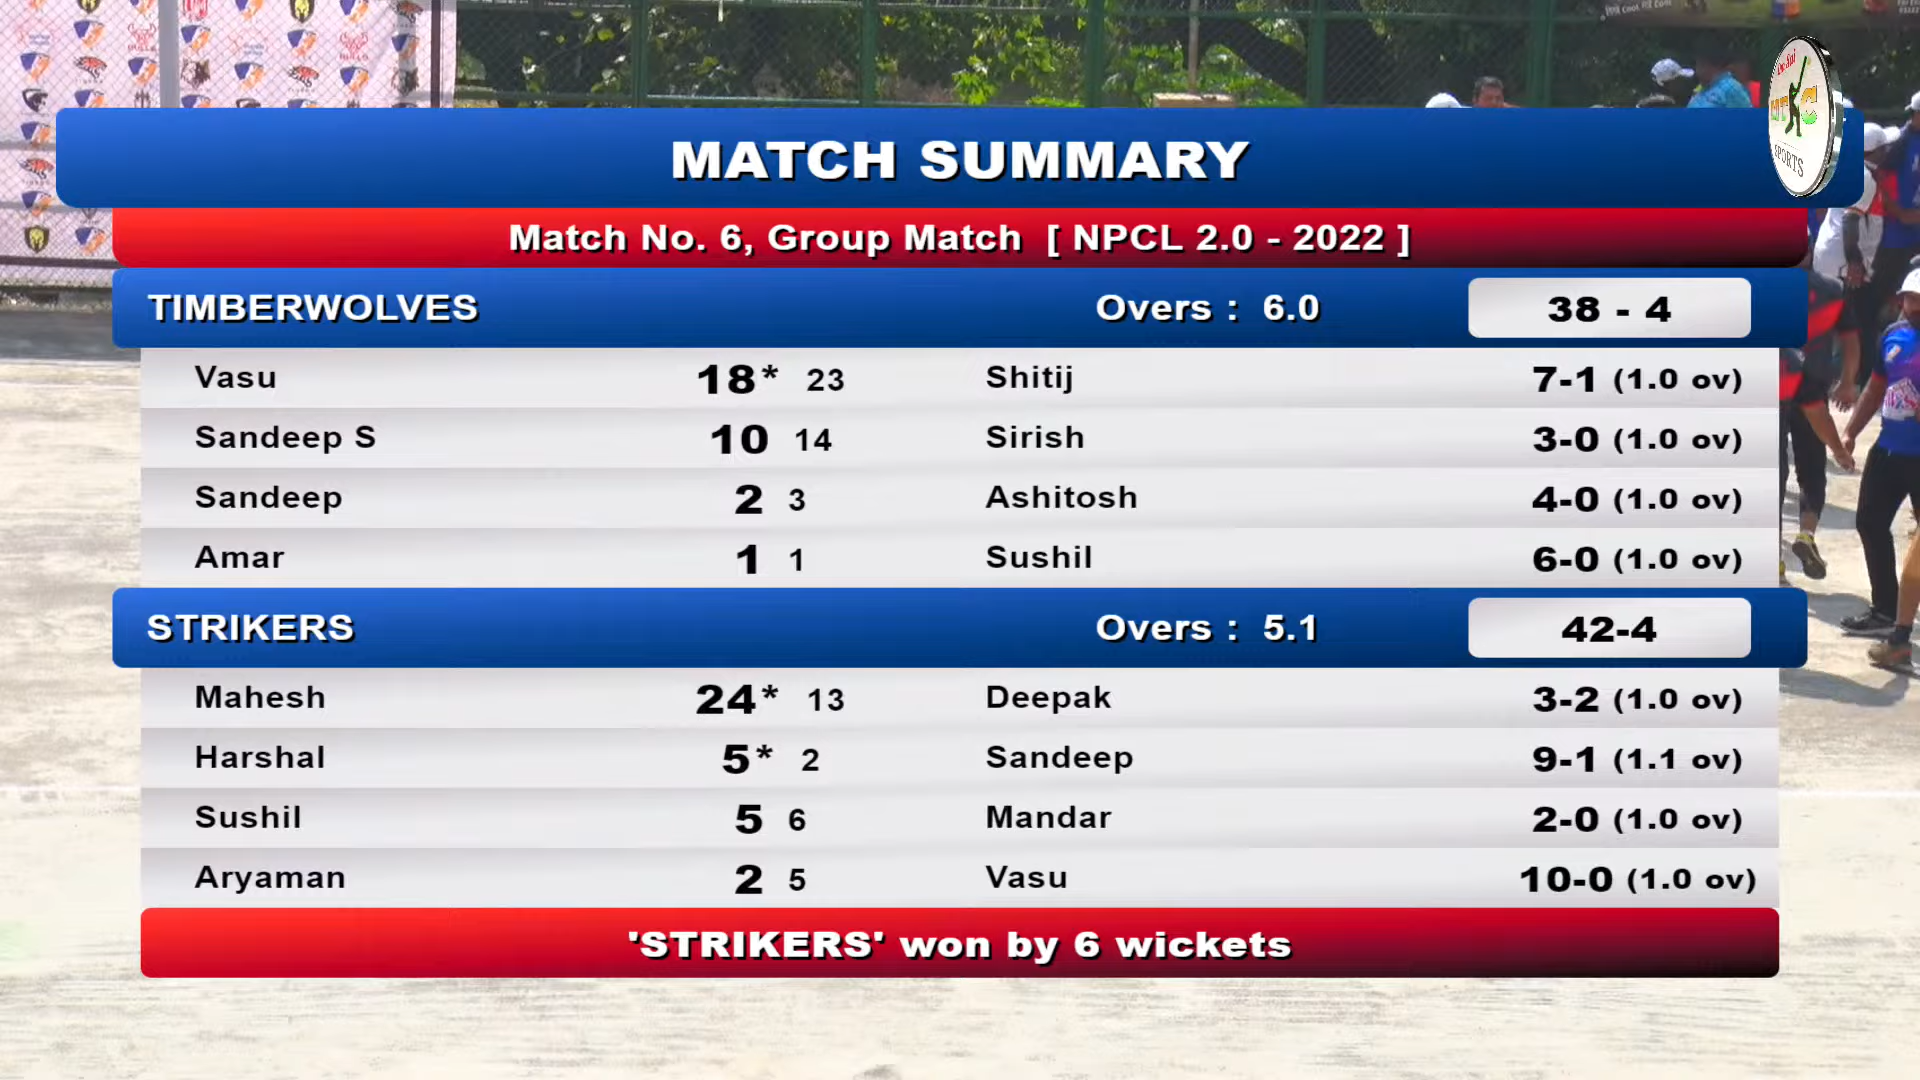 MATCH SUMMARY
Match No. 6, Group Match [ NPCL 2.0 - 2022 ]
TIMBERWOLVES Overs : 6.0 38 - 4
Vasu 18* 23 Shitij 7-1 (1.0 ov)
Sandeep S 10 14 Sirish 3-0 (1.0 ov)
Sandeep 2 3 Ashitosh 4-0 (1.0 ov)
Amar 1 1 Sushil 6-0 (1.0 ov)
STRIKERS Overs : 5.1 42-4
Mahesh 24* 13 Deepak 3-2 (1.0 ov)
Harshal 5* 2 Sandeep 9-1 (1.1 ov)
Sushil 5 6 Mandar 2-0 (1.0 ov)
Aryaman 2 5 Vasu 10-0 (1.0 ov)
'STRIKERS' won by 6 wickets
SPORTS